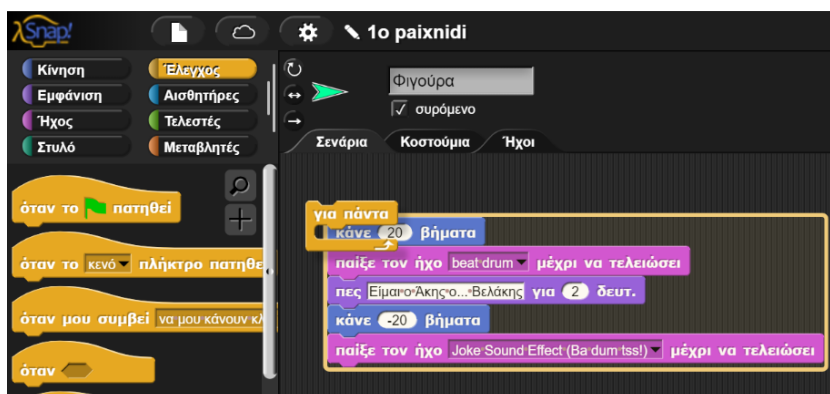 Snap!
1ο paixnidi
Κίνηση
Έλεγχος
Εμφάνιση
Αισθητήρες
Ήχος
Τελεστές
Στυλό
Μεταβλητές
Φιγούρα
συρόμενο
Σενάρια
Κοστούμια
Ήχοι
όταν το πατηθεί
όταν το κενό πλήκτρο πατηθε
όταν μου συμβεί να μου κάνουν κλ
όταν
για πάντα
κάνε 20 βήματα
παίξε τον ήχο beat drum μέχρι να τελειώσει
πες Είμαι ο Άκης ο... Βελάκης για 2 δευτ.
κάνε -20 βήματα
παίξε τον ήχο Joke Sound Effect (Ba dum tss!) μέχρι να τελειώσει